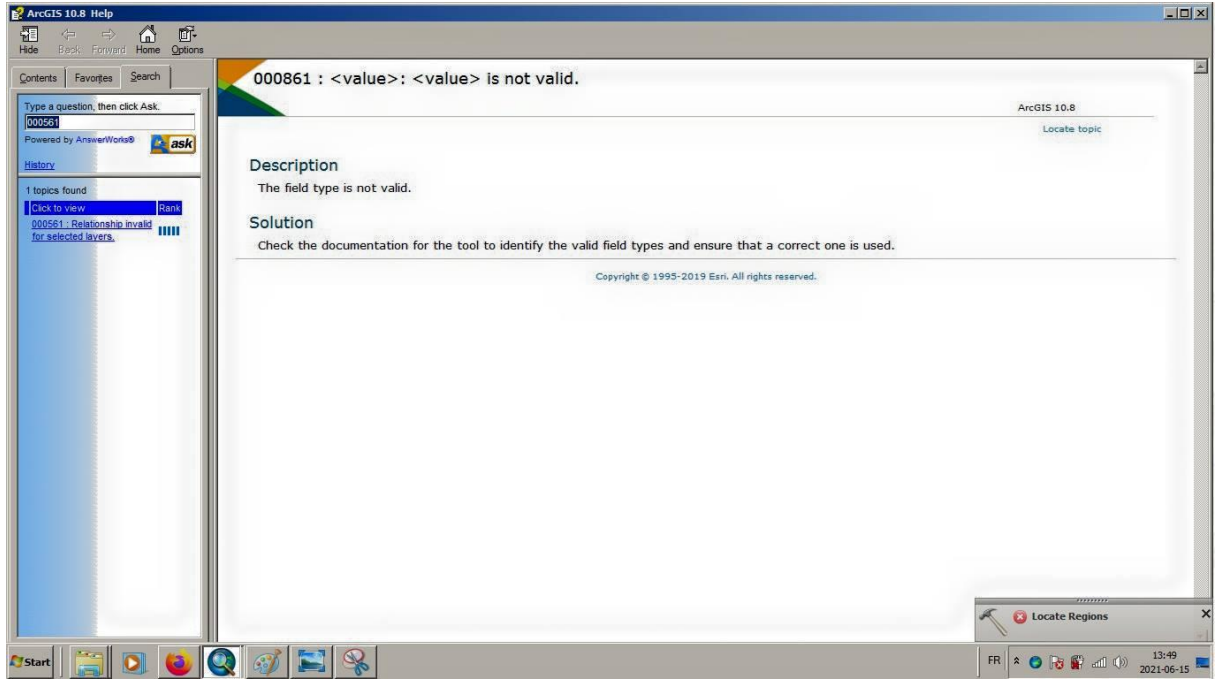 ArcGIS 10.8 Help
Hide Back Forward Home Options
Contents Favorites Search
Type a question, then click Ask.
000561
Powered by AnswerWorks® ask
History
1 topics found
Click to view Rank
000561 : Relationship invalid
for selected layers.
000861 : <value>: <value> is not valid.
ArcGIS 10.8
Locate topic
Description
The field type is not valid.
Solution
Check the documentation for the tool to identify the valid field types and ensure that a correct one is used.
Copyright © 1995-2019 Esri. All rights reserved.
Locate Regions
Start
FR
13:49
2021-06-15